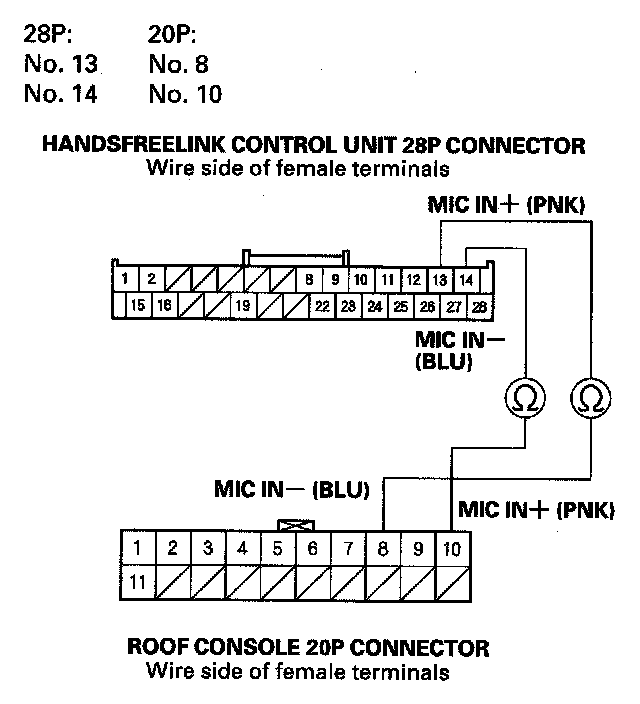 28P: 20P:
No. 13 No. 8
No. 14 No. 10
HANDSFREELINK CONTROL UNIT 28P CONNECTOR
Wire side of female terminals
MIC IN+ (PNK)
1 2 8 9 10 11 12 13 14
15 16 19 22 23 24 25 26 27 28
MIC IN−
(BLU)
Ω Ω
MIC IN− (BLU)
MIC IN+ (PNK)
1 2 3 4 5 6 7 8 9 10
11
ROOF CONSOLE 20P CONNECTOR
Wire side of female terminals